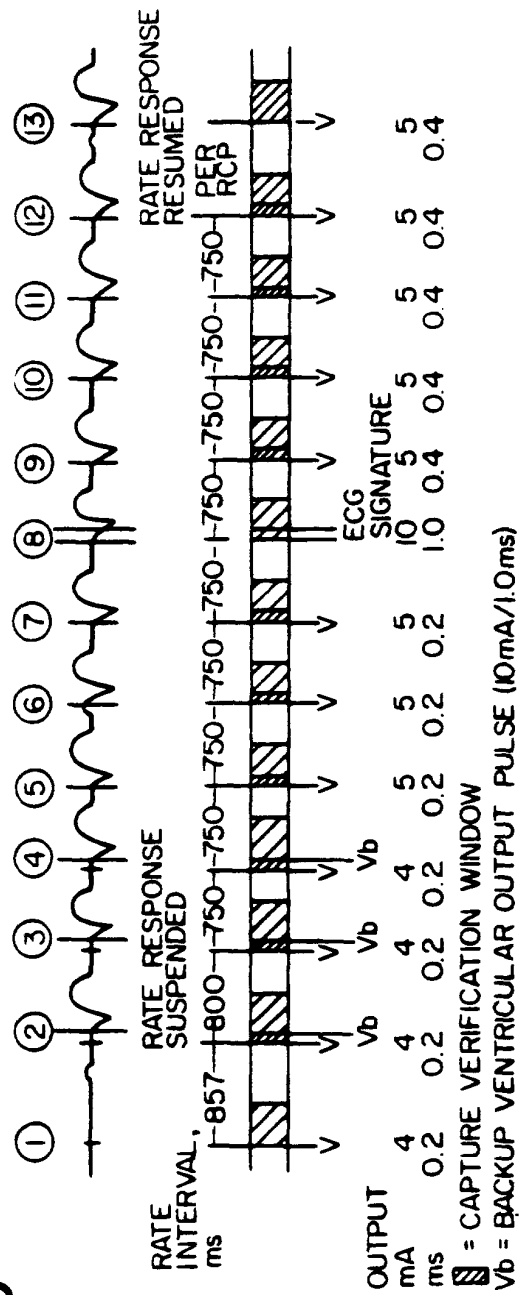 ① ② ③ ④ ⑤ ⑥ ⑦ ⑧ ⑨ ⑩ ⑪ ⑫ ⑬
RATE RESPONSE
SUSPENDED
RATE RESPONSE
RESUMED
RATE
INTERVAL,
ms
857 800 750 750 750 750 750 750 750 750 750 PER
RCP
V Vb Vb Vb V V V V V V V V
ECG
SIGNATURE
OUTPUT
mA 4 4 4 4 5 5 5 10 5 5 5 5 5
ms 0.2 0.2 0.2 0.2 0.2 0.2 0.2 1.0 0.4 0.4 0.4 0.4 0.4
= CAPTURE VERIFICATION WINDOW
Vb = BACKUP VENTRICULAR OUTPUT PULSE (10mA/1.0ms)